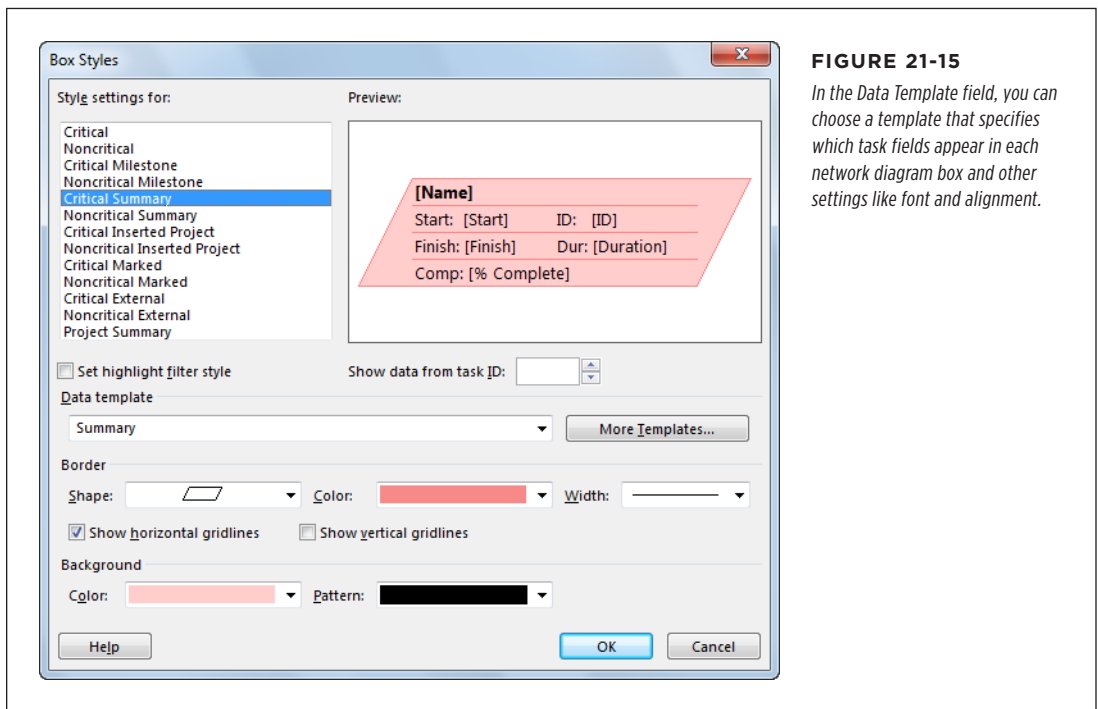 Box Styles
Style settings for:
Critical
Noncritical
Critical Milestone
Noncritical Milestone
Critical Summary
Noncritical Summary
Critical Inserted Project
Noncritical Inserted Project
Critical Marked
Noncritical Marked
Critical External
Noncritical External
Project Summary
Preview:
[Name]
Start: [Start] ID: [ID]
Finish: [Finish] Dur: [Duration]
Comp: [% Complete]
Set highlight filter style
Show data from task ID:
Data template
Summary
More Templates...
Border
Shape:
Color:
Width:
Show horizontal gridlines
Show vertical gridlines
Background
Color:
Pattern:
Help
OK
Cancel
FIGURE 21-15
In the Data Template field, you can
choose a template that specifies
which task fields appear in each
network diagram box and other
settings like font and alignment.